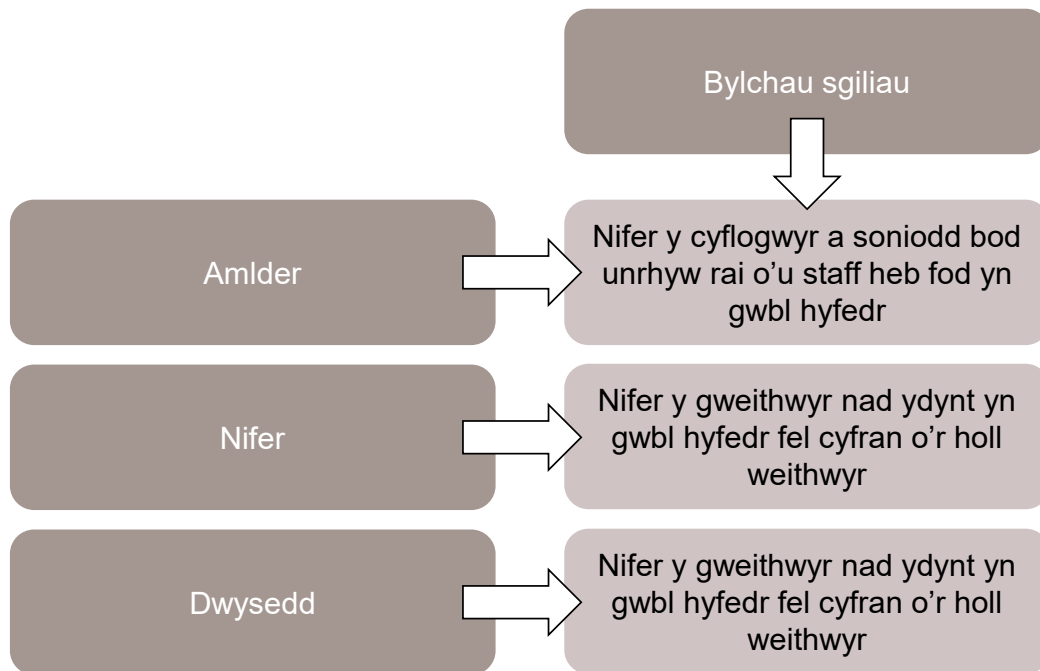 Bylchau sgiliau
Amlder
Nifer y cyflogwyr a soniodd bod
unrhyw rai o'u staff heb fod yn
gwbl hyfedr
Nifer
Nifer y gweithwyr nad ydynt yn
gwbl hyfedr fel cyfran o'r holl
weithwyr
Dwysedd
Nifer y gweithwyr nad ydynt yn
gwbl hyfedr fel cyfran o'r holl
weithwyr